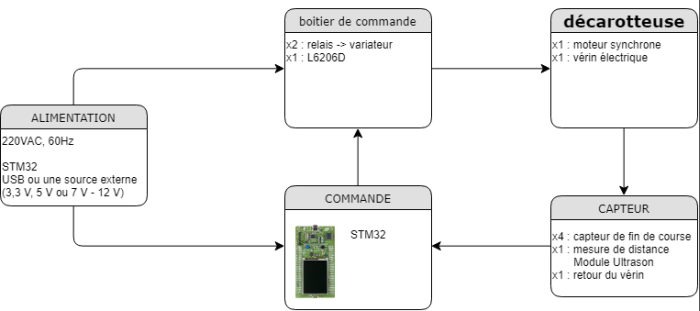 boitier de commande
x2 : relais -> variateur
x1 : L6206D
décarotteuse
x1 : moteur synchrone
x1 : vérin électrique
ALIMENTATION
220VAC, 60Hz
STM32
USB ou une source externe
(3,3 V, 5 V ou 7 V - 12 V)
COMMANDE
STM32
CAPTEUR
x4 : capteur de fin de course
x1 : mesure de distance
Module Ultrason
x1 : retour du vérin